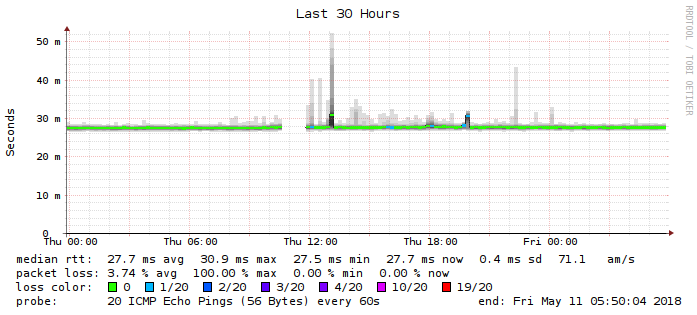 Last 30 Hours
RRDTOOL / TOBI OETIKER
Seconds
50 m
40 m
30 m
20 m
10 m
0
Thu 00:00 Thu 06:00 Thu 12:00 Thu 18:00 Fri 00:00
median rtt: 27.7 ms avg 30.9 ms max 27.5 ms min 27.7 ms now 0.4 ms sd 71.1 am/s
packet loss: 3.74 % avg 100.00 % max 0.00 % min 0.00 % now
loss color: 0 1/20 2/20 3/20 4/20 10/20 19/20
probe: 20 ICMP Echo Pings (56 Bytes) every 60s end: Fri May 11 05:50:04 2018